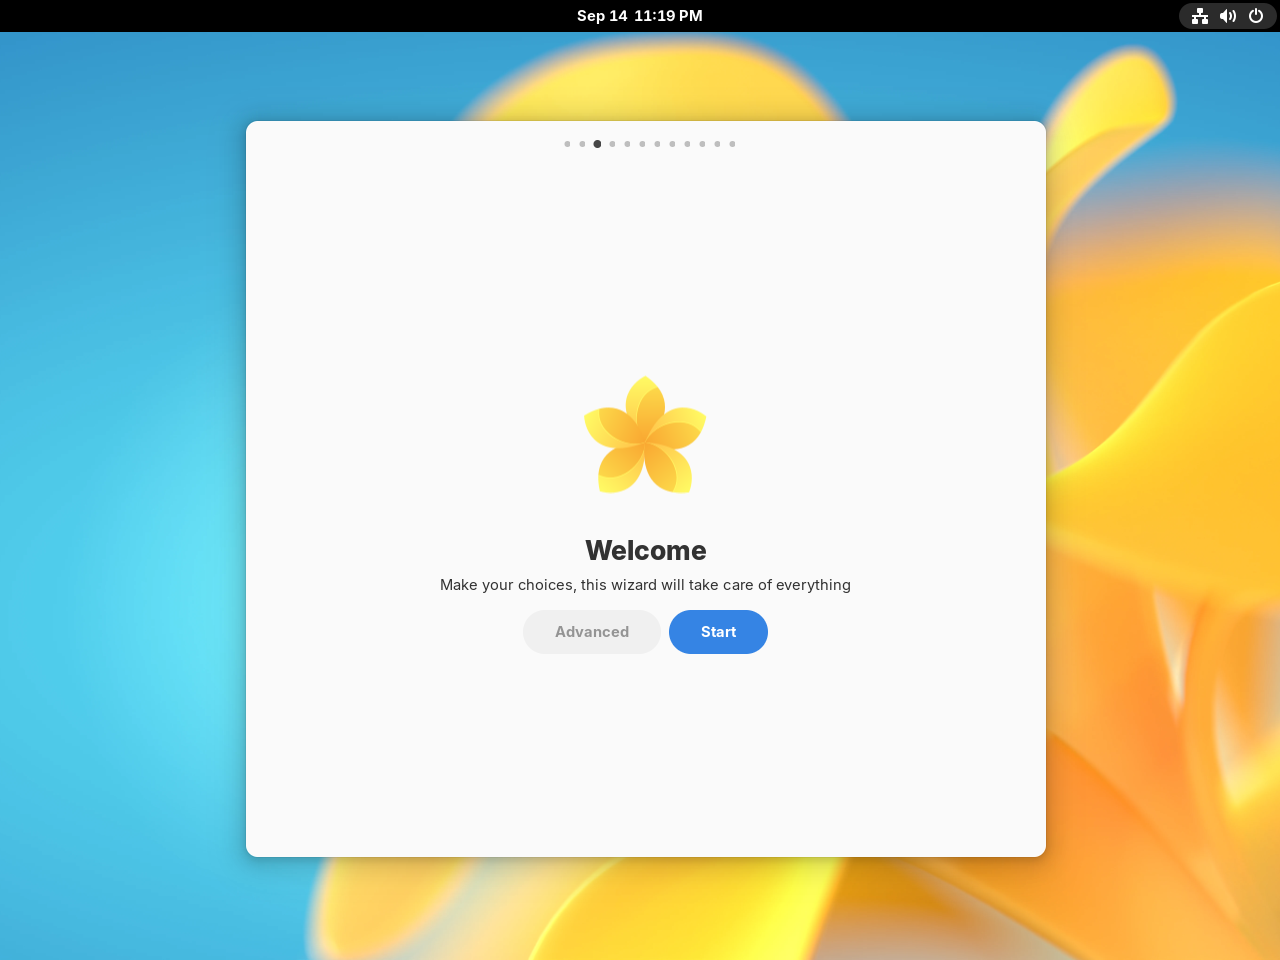 Sep 14 11:19 PM
Welcome
Make your choices, this wizard will take care of everything
Advanced Start